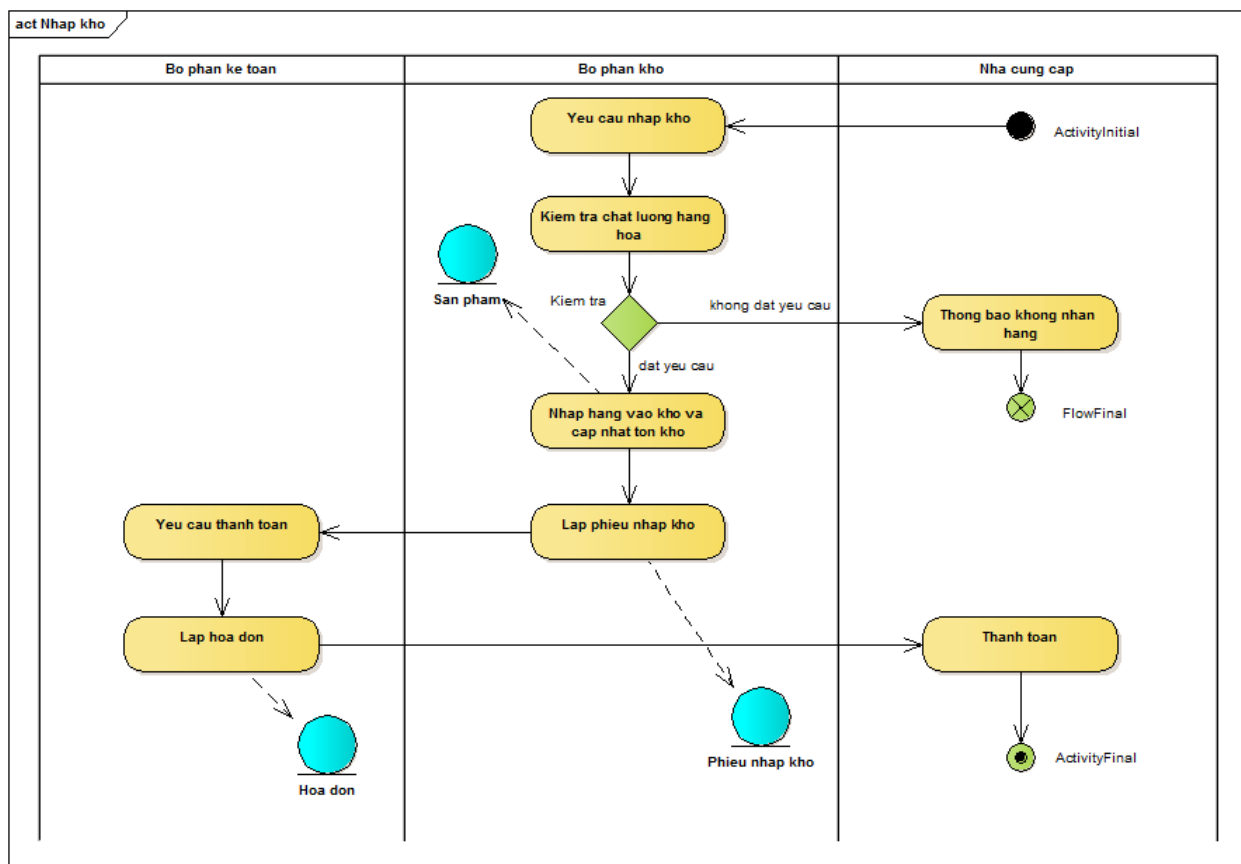 act Nhap kho
Bo phan ke toan
Bo phan kho
Nha cung cap
Yeu cau nhap kho
ActivityInitial
Kiem tra chat luong hang
hoa
San pham
Kiem tra
khong dat yeu cau
Thong bao khong nhan
hang
dat yeu cau
Nhap hang vao kho va
cap nhat ton kho
FlowFinal
Yeu cau thanh toan
Lap phieu nhap kho
Lap hoa don
Thanh toan
Hoa don
Phieu nhap kho
ActivityFinal